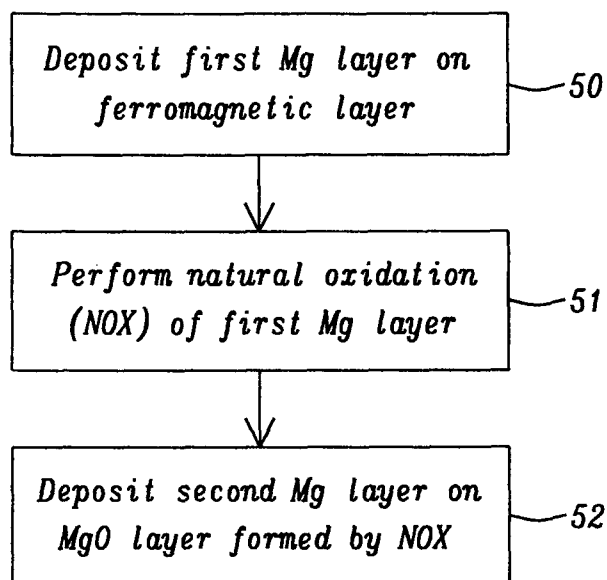 Deposit first Mg layer on
ferromagnetic layer
50
Perform natural oxidation
(NOX) of first Mg layer
51
Deposit second Mg layer on
MgO layer formed by NOX
52